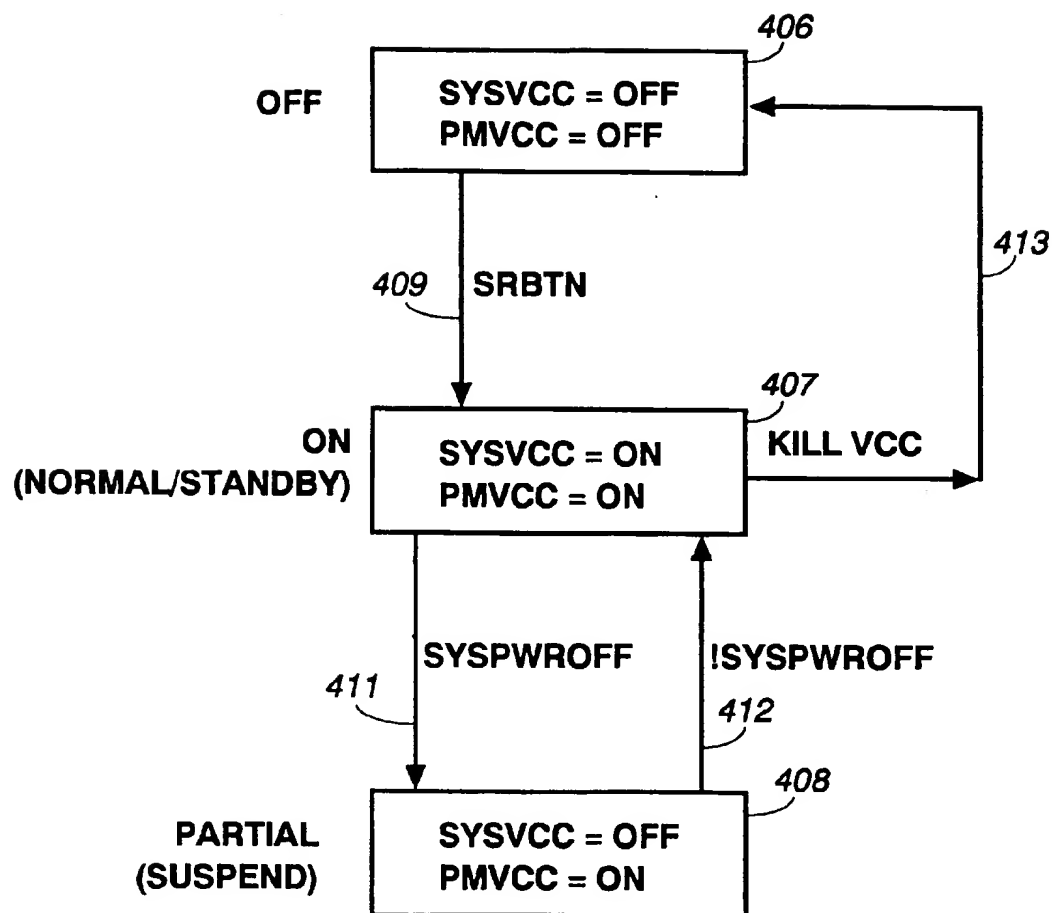 406
OFF
SYSVCC = OFF
PMVCC = OFF
413
409
SRBTN
407
ON
(NORMAL/STANDBY)
SYSVCC = ON
PMVCC = ON
KILL VCC
SYSPWROFF
!SYSPWROFF
411
412
408
PARTIAL
(SUSPEND)
SYSVCC = OFF
PMVCC = ON